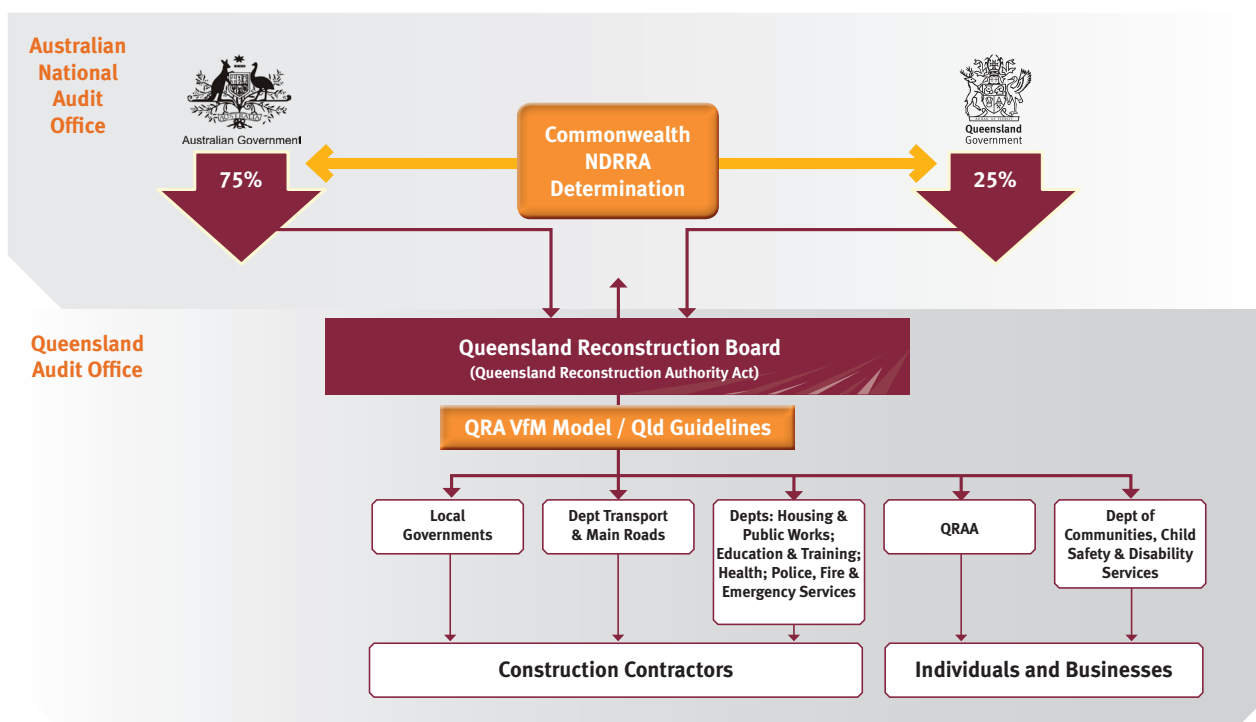 Australian
National
Audit
Office
AUSTRALIA
Australian Government
75%
Commonwealth
NDRRA
Determination
Queensland
Government
25%
Queensland
Audit Office
Queensland Reconstruction Board
(Queensland Reconstruction Authority Act)
QRA VfM Model / Qld Guidelines
Local
Governments
Dept Transport
& Main Roads
Depts: Housing &
Public Works;
Education & Training;
Health; Police, Fire &
Emergency Services
QRAA
Dept of
Communities, Child
Safety & Disability
Services
Construction Contractors
Individuals and Businesses